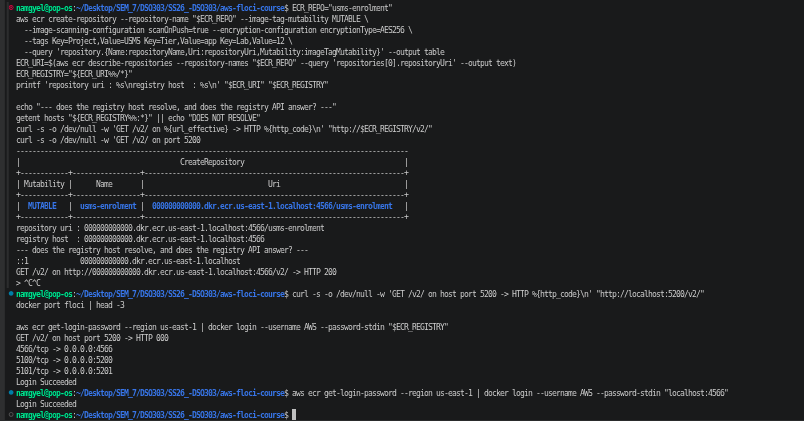 namgyel@pop-os:~/Desktop/SEM_7/DSO303/SS26_-DSO303/aws-floci-course$ ECR_REPO="usms-enrolment"
aws ecr create-repository --repository-name "$ECR_REPO" --image-tag-mutability MUTABLE \
  --image-scanning-configuration scanOnPush=true --encryption-configuration encryptionType=AES256 \
  --tags Key=Project,Value=USMS Key=Tier,Value=app Key=Lab,Value=12 \
  --query 'repository.{Name:repositoryName,Uri:repositoryUri,Mutability:imageTagMutability}' --output table
ECR_URI=$(aws ecr describe-repositories --repository-names "$ECR_REPO" --query 'repositories[0].repositoryUri' --output text)
ECR_REGISTRY="${ECR_URI%%/*}"
printf 'repository uri : %s\nregistry host  : %s\n' "$ECR_URI" "$ECR_REGISTRY"

echo "--- does the registry host resolve, and does the registry API answer? ---"
getent hosts "${ECR_REGISTRY%%:*}" || echo "DOES NOT RESOLVE"
curl -s -o /dev/null -w 'GET /v2/ on %{url_effective} -> HTTP %{http_code}\n' "http://$ECR_REGISTRY/v2/"
curl -s -o /dev/null -w 'GET /v2/ on port 5200
|                                        CreateRepository                                         |
| Mutability |      Name      |                               Uri                                |
|  MUTABLE   |  usms-enrolment |  000000000000.dkr.ecr.us-east-1.localhost:4566/usms-enrolment   |
repository uri : 000000000000.dkr.ecr.us-east-1.localhost:4566/usms-enrolment
registry host  : 000000000000.dkr.ecr.us-east-1.localhost:4566
--- does the registry host resolve, and does the registry API answer? ---
::1             000000000000.dkr.ecr.us-east-1.localhost
GET /v2/ on http://000000000000.dkr.ecr.us-east-1.localhost:4566/v2/ -> HTTP 200
> ^C^C
namgyel@pop-os:~/Desktop/SEM_7/DSO303/SS26_-DSO303/aws-floci-course$ curl -s -o /dev/null -w 'GET /v2/ on host port 5200 -> HTTP %{http_code}\n' "http://localhost:5200/v2/"
docker port floci | head -3

aws ecr get-login-password --region us-east-1 | docker login --username AWS --password-stdin "$ECR_REGISTRY"
GET /v2/ on host port 5200 -> HTTP 000
4566/tcp -> 0.0.0.0:4566
5100/tcp -> 0.0.0.0:5200
5101/tcp -> 0.0.0.0:5201
Login Succeeded
namgyel@pop-os:~/Desktop/SEM_7/DSO303/SS26_-DSO303/aws-floci-course$ aws ecr get-login-password --region us-east-1 | docker login --username AWS --password-stdin "localhost:4566"
Login Succeeded
namgyel@pop-os:~/Desktop/SEM_7/DSO303/SS26_-DSO303/aws-floci-course$